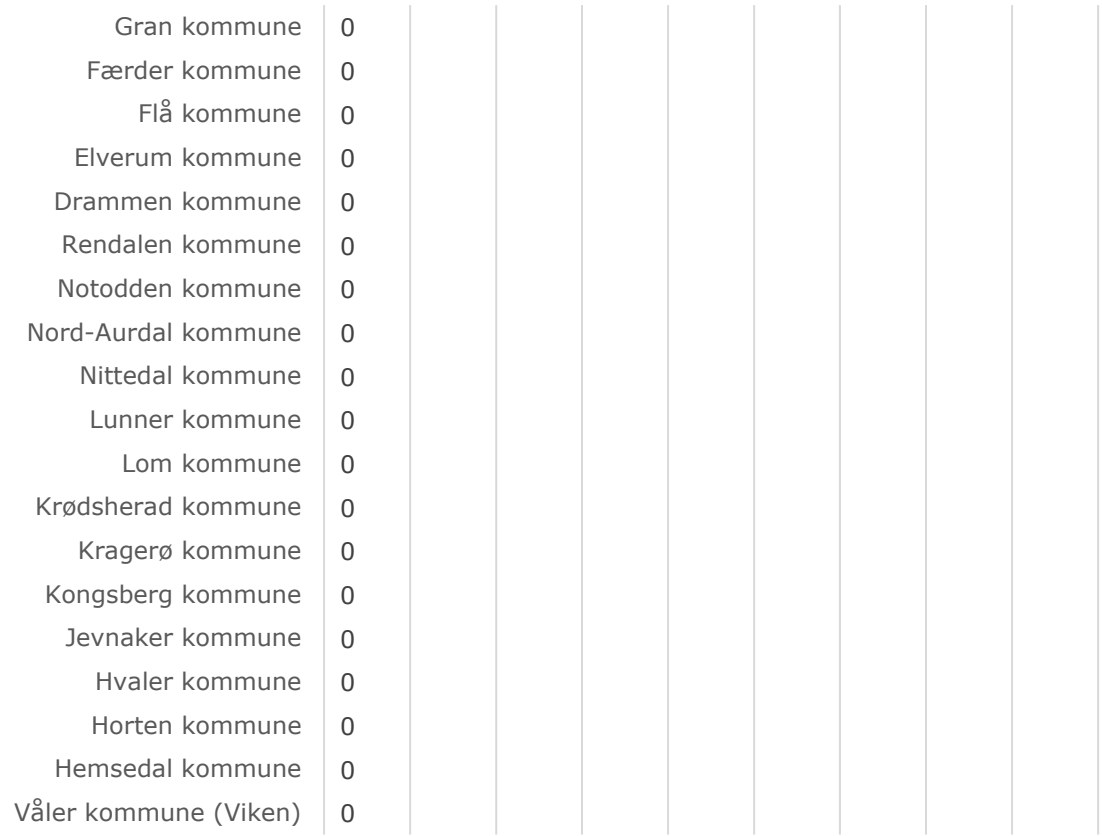 Gran kommune 0
Færder kommune 0
Flå kommune 0
Elverum kommune 0
Drammen kommune 0
Rendalen kommune 0
Notodden kommune 0
Nord-Aurdal kommune 0
Nittedal kommune 0
Lunner kommune 0
Lom kommune 0
Krødsherad kommune 0
Kragerø kommune 0
Kongsberg kommune 0
Jevnaker kommune 0
Hvaler kommune 0
Horten kommune 0
Hemsedal kommune 0
Våler kommune (Viken) 0